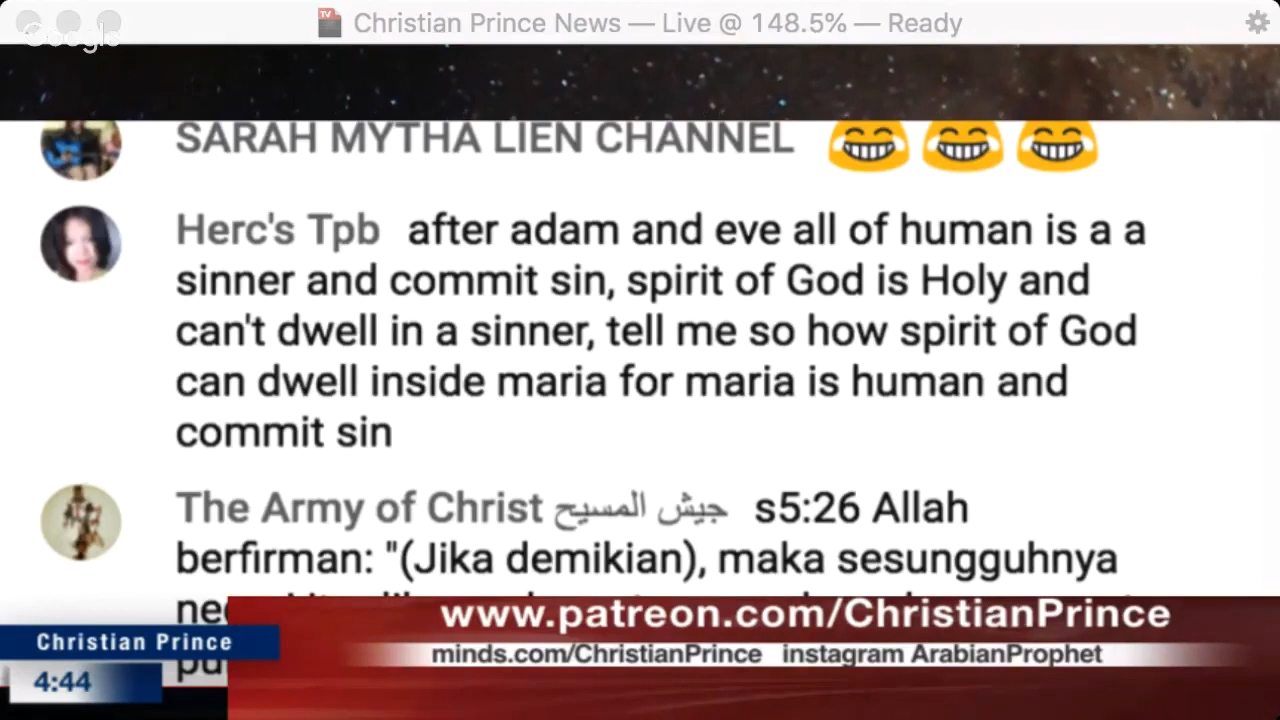 Christian Prince News — Live @ 148.5% — Ready
Google
SARAH MYTHA LIEN CHANNEL
Herc's Tpb after adam and eve all of human is a a
sinner and commit sin, spirit of God is Holy and
can't dwell in a sinner, tell me so how spirit of God
can dwell inside maria for maria is human and
commit sin
The Army of Christ جيش المسيح s5:26 Allah
berfirman: "(Jika demikian), maka sesungguhnya
www.patreon.com/ChristianPrince
Christian Prince
minds.com/ChristianPrince instagram ArabianProphet
4:44